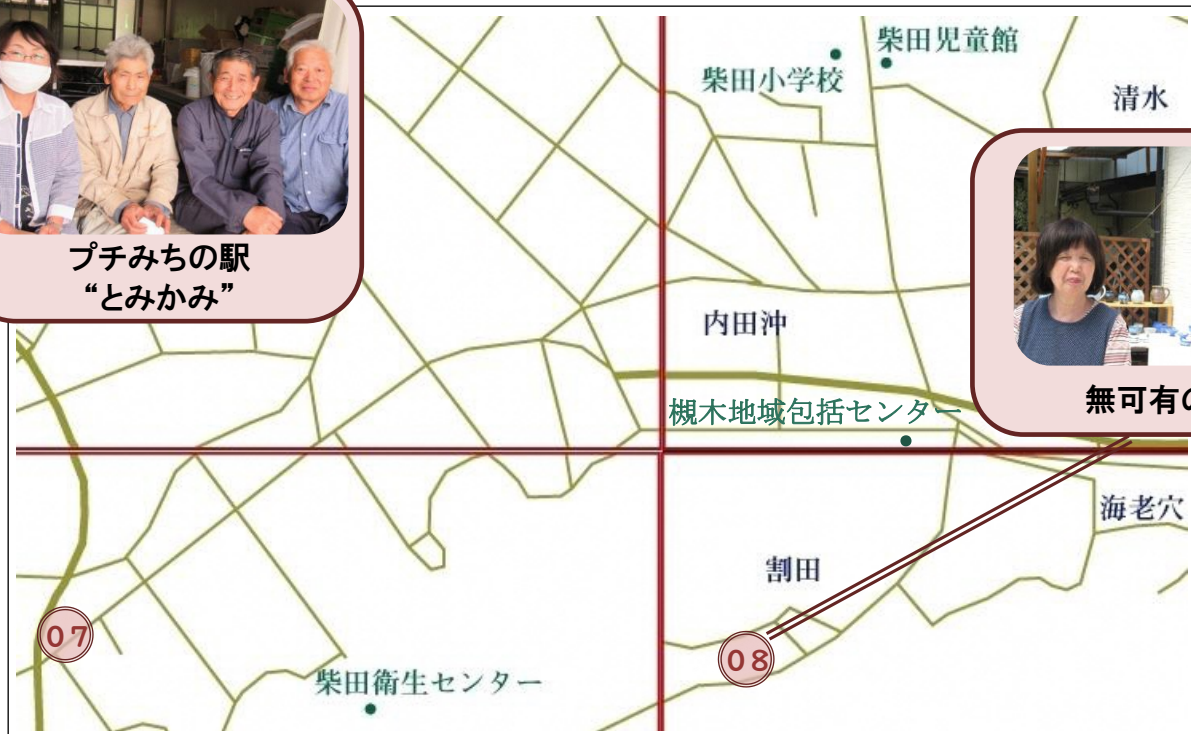 プチみちの駅
“とみかみ”
柴田児童館
柴田小学校
清水
内田沖
無可有の
槻木地域包括センター
海老穴
割田
07
08
柴田衛生センター